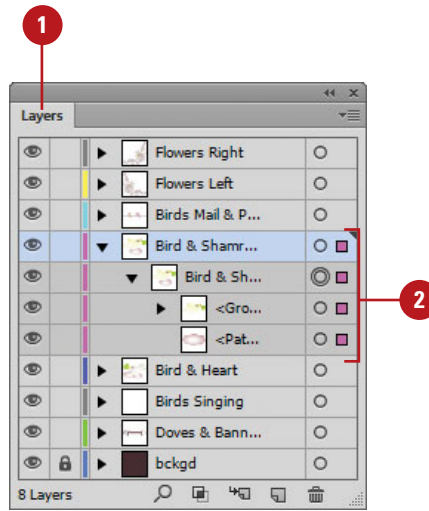 1
Layers
Flowers Right
Flowers Left
Birds Mail & P...
Bird & Shamr...
Bird & Sh...
2
<Gro...
<Pat...
Bird & Heart
Birds Singing
Doves & Bann...
bckgd
8 Layers